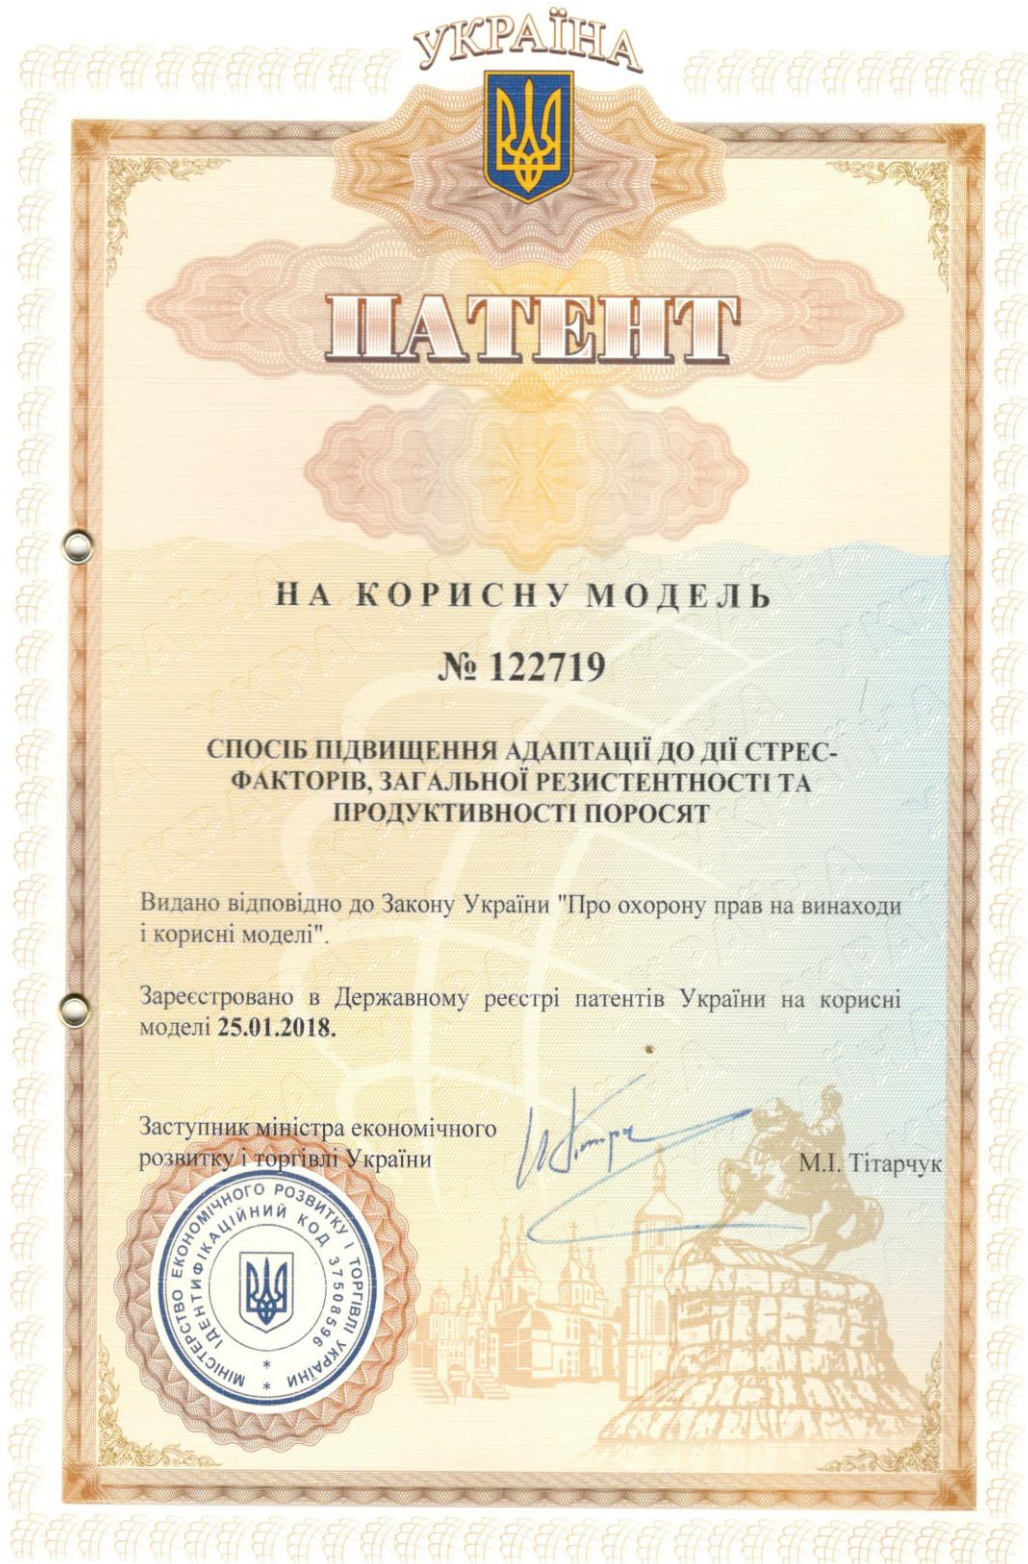 УКРАЇНА
ПАТЕНТ
НА КОРИСНУ МОДЕЛЬ
№ 122719
СПОСІБ ПІДВИЩЕННЯ АДАПТАЦІЇ ДО ДІЇ СТРЕС-
ФАКТОРІВ, ЗАГАЛЬНОЇ РЕЗИСТЕНТНОСТІ ТА
ПРОДУКТИВНОСТІ ПОРОСЯТ
Видано відповідно до Закону України "Про охорону прав на винаходи
і корисні моделі".
Зареєстровано в Державному реєстрі патентів України на корисні
моделі 25.01.2018.
Заступник міністра економічного
розвитку і торгівлі України
М.І. Тітарчук
МІНІСТЕРСТВО ЕКОНОМІЧНОГО РОЗВИТКУ І ТОРГІВЛІ УКРАЇНИ *
ІДЕНТИФІКАЦІЙНИЙ КОД 37508596 *